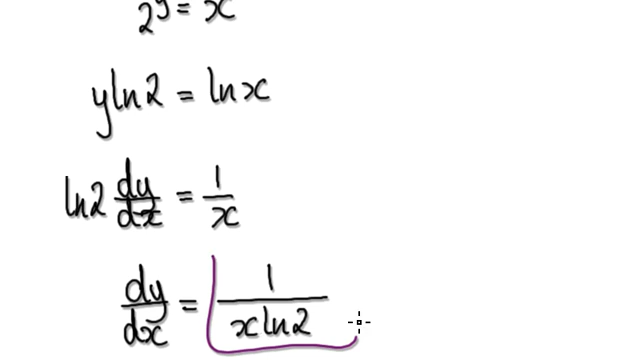 2^y = x
y ln 2 = ln x
ln 2 dy/dx = 1/x
dy/dx = 1/(x ln 2)